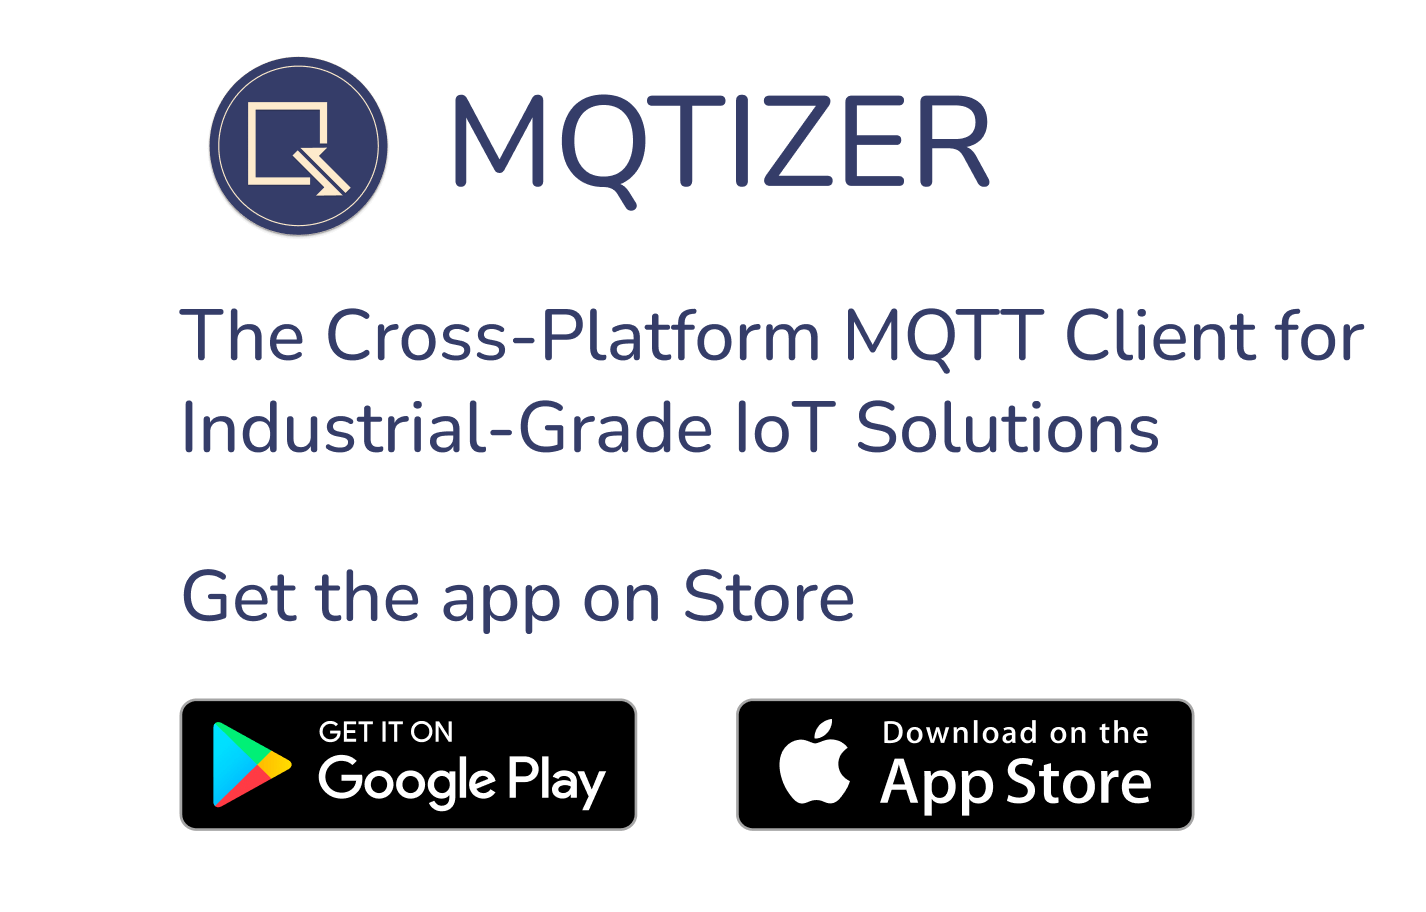 MQTIZER
The Cross-Platform MQTT Client for
Industrial-Grade IoT Solutions
Get the app on Store
GET IT ON
Google Play
Download on the
App Store